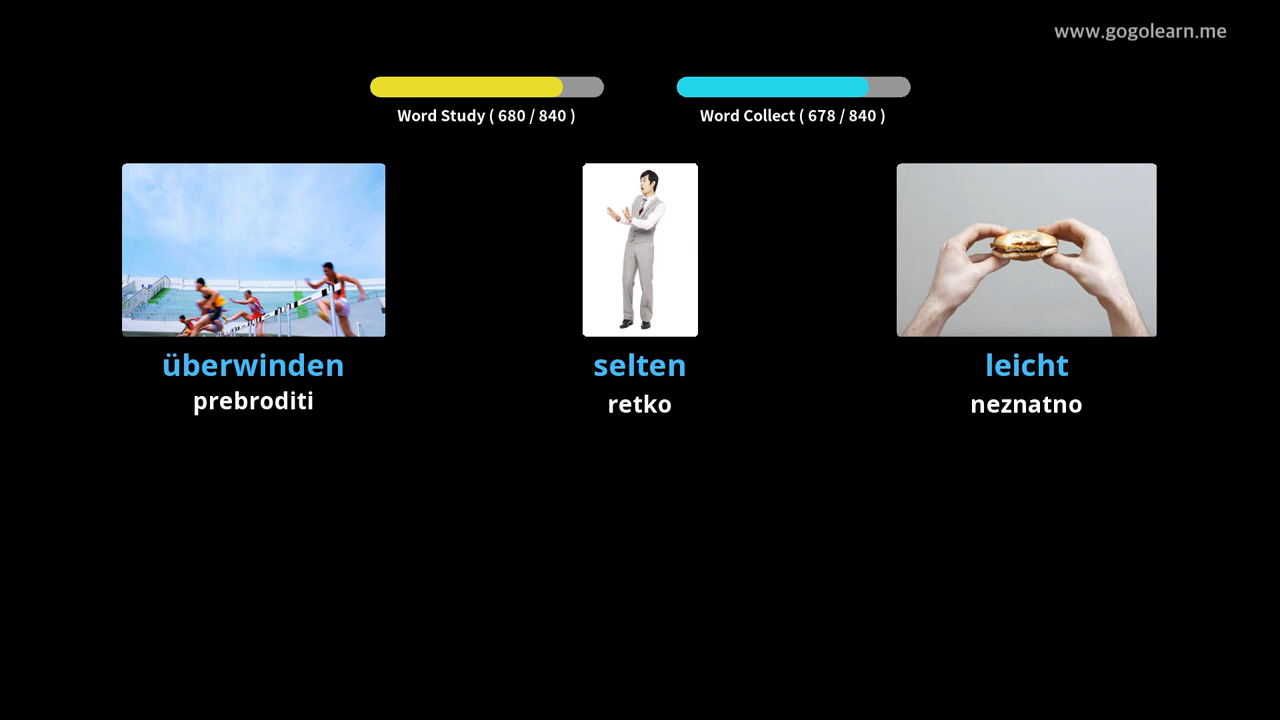 www.gogolearn.me
Word Study ( 680 / 840 )
Word Collect ( 678 / 840 )
überwinden
prebroditi
selten
retko
leicht
neznatno